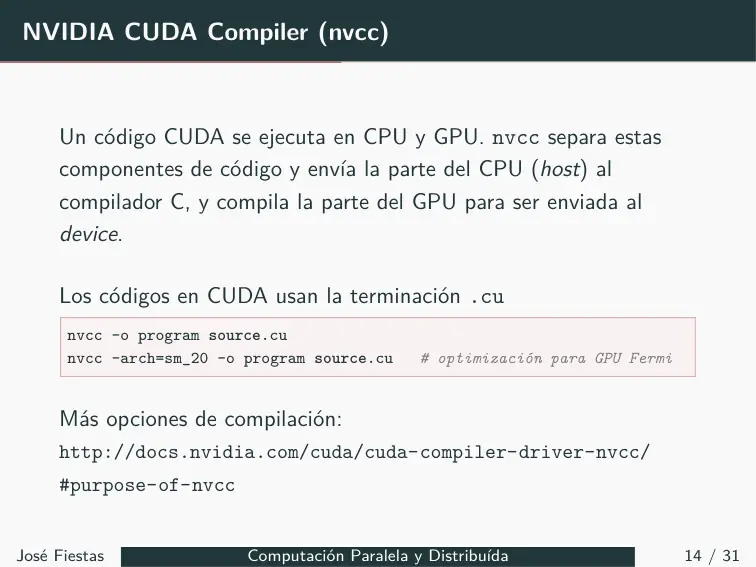 NVIDIA CUDA Compiler (nvcc)
Un código CUDA se ejecuta en CPU y GPU. nvcc separa estas
componentes de código y envía la parte del CPU (host) al
compilador C, y compila la parte del GPU para ser enviada al
device.
Los códigos en CUDA usan la terminación .cu
nvcc -o program source.cu
nvcc -arch=sm_20 -o program source.cu # optimización para GPU Fermi
Más opciones de compilación:
http://docs.nvidia.com/cuda/cuda-compiler-driver-nvcc/
#purpose-of-nvcc
José Fiestas Computación Paralela y Distribuída 14 / 31